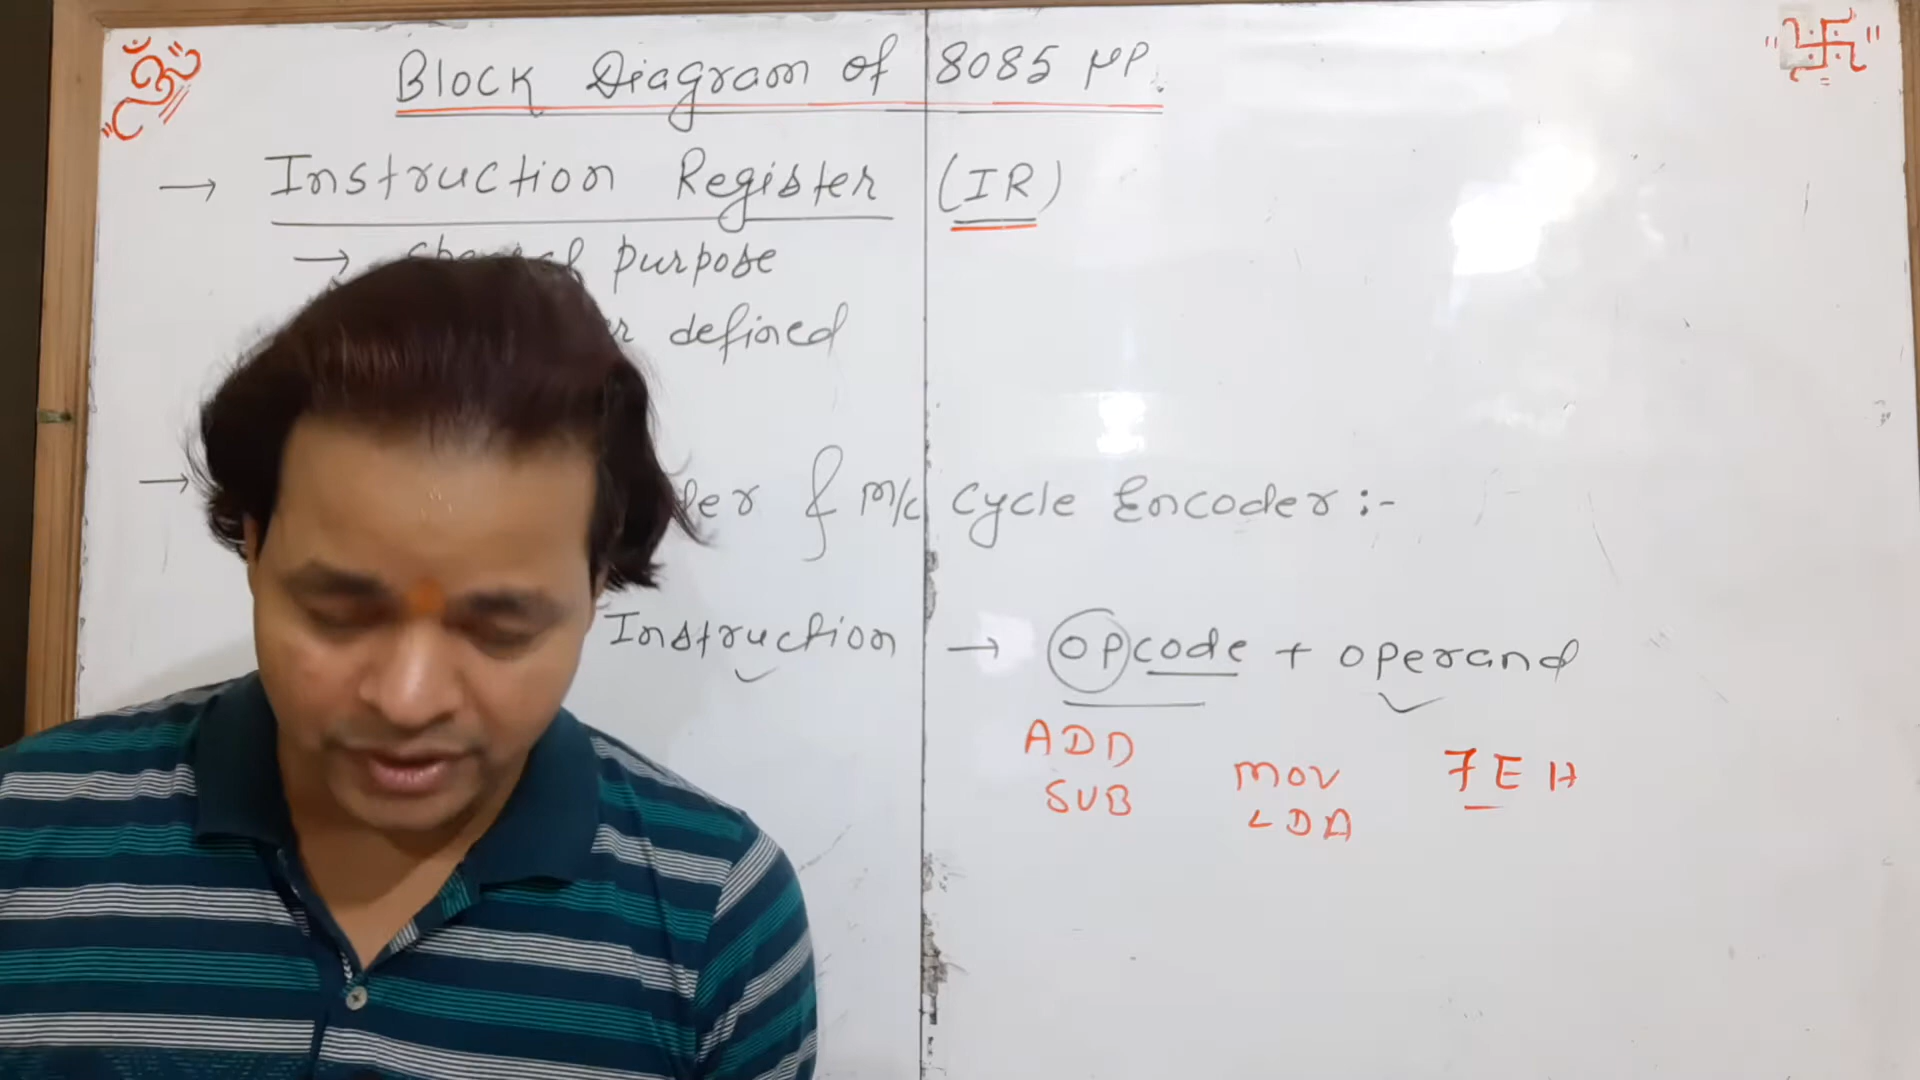 ॐ
Block Diagram of 8085 μP.
→ Instruction Register (IR)
→ purpose
defined
→ & M/c Cycle Encoder :-
Instruction → opcode + operand
ADD MOV 7EH
SUB LDA